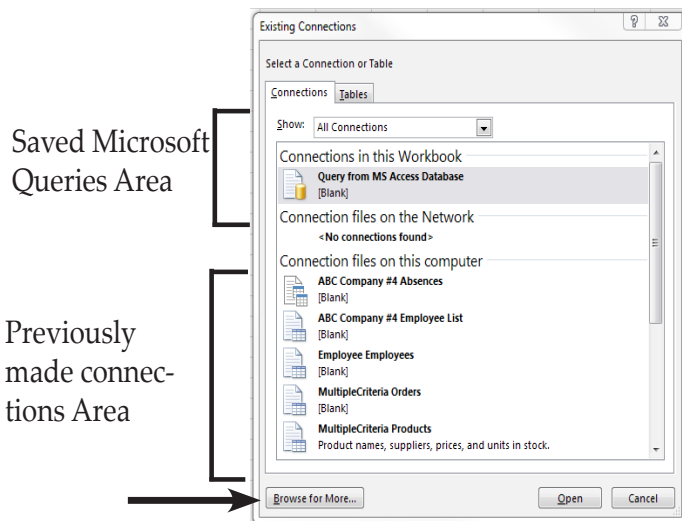 Existing Connections
Select a Connection or Table
Connections Tables
Show: All Connections
Saved Microsoft
Queries Area
Connections in this Workbook
Query from MS Access Database
[Blank]
Connection files on the Network
<No connections found>
Connection files on this computer
ABC Company #4 Absences
[Blank]
ABC Company #4 Employee List
[Blank]
Employee Employees
[Blank]
MultipleCriteria Orders
[Blank]
MultipleCriteria Products
Product names, suppliers, prices, and units in stock.
Previously
made connec-
tions Area
Browse for More...
Open Cancel